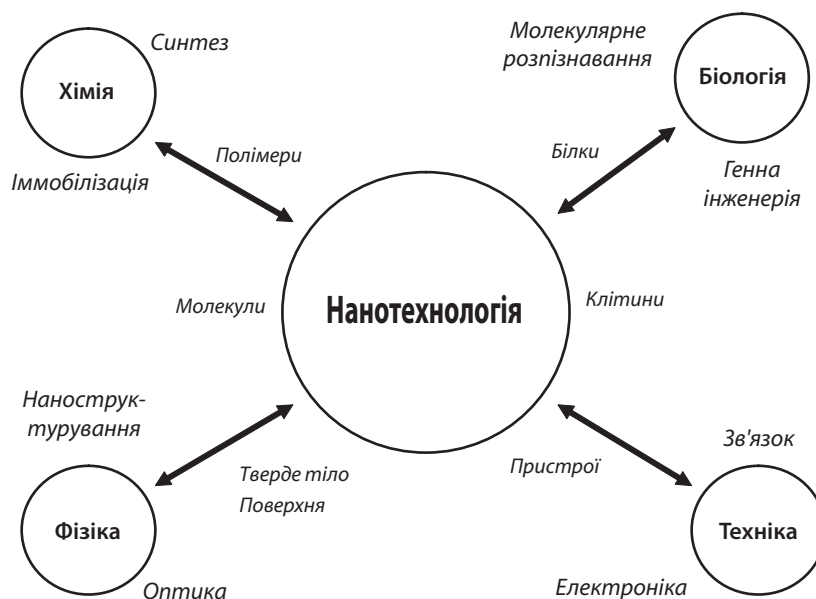 Синтез
Хімія
Полімери
Іммобілізація
Молекулярне
розпізнавання
Біологія
Білки
Генна
інженерія
Молекули
Нанотехнологія
Клітини
Нанострук-
турування
Тверде тіло
Поверхня
Фізіка
Оптика
Пристрої
Зв'язок
Техніка
Електроніка